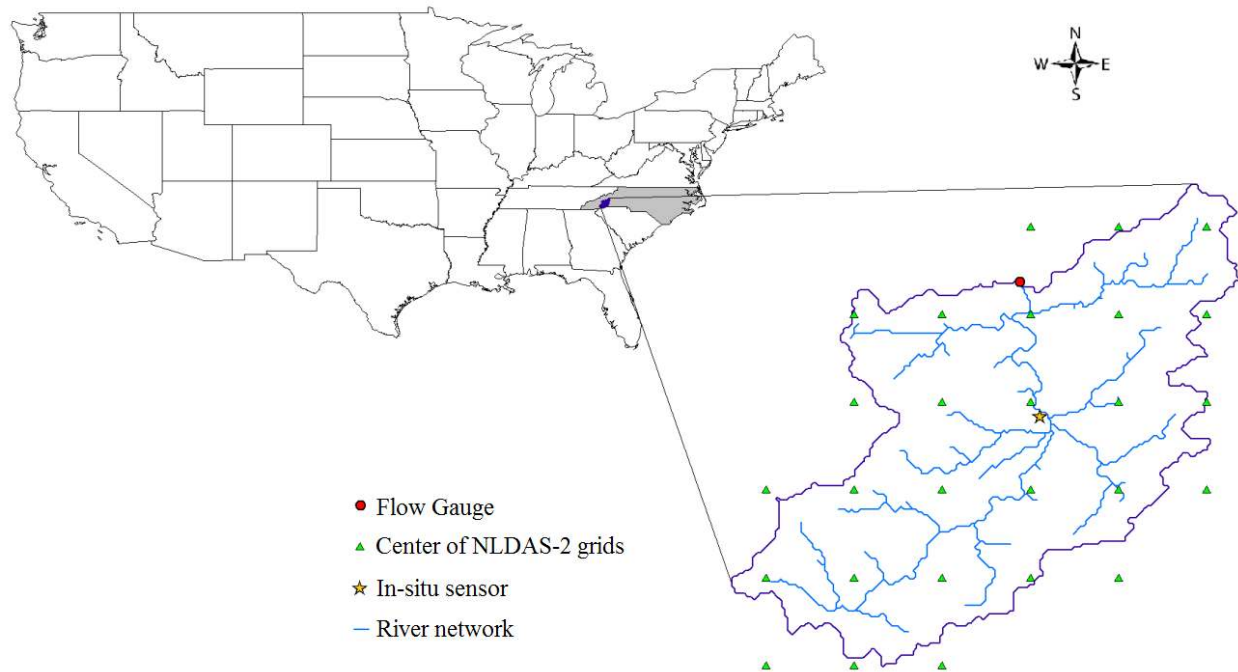 N
W E
S
Flow Gauge
Center of NLDAS-2 grids
In-situ sensor
River network